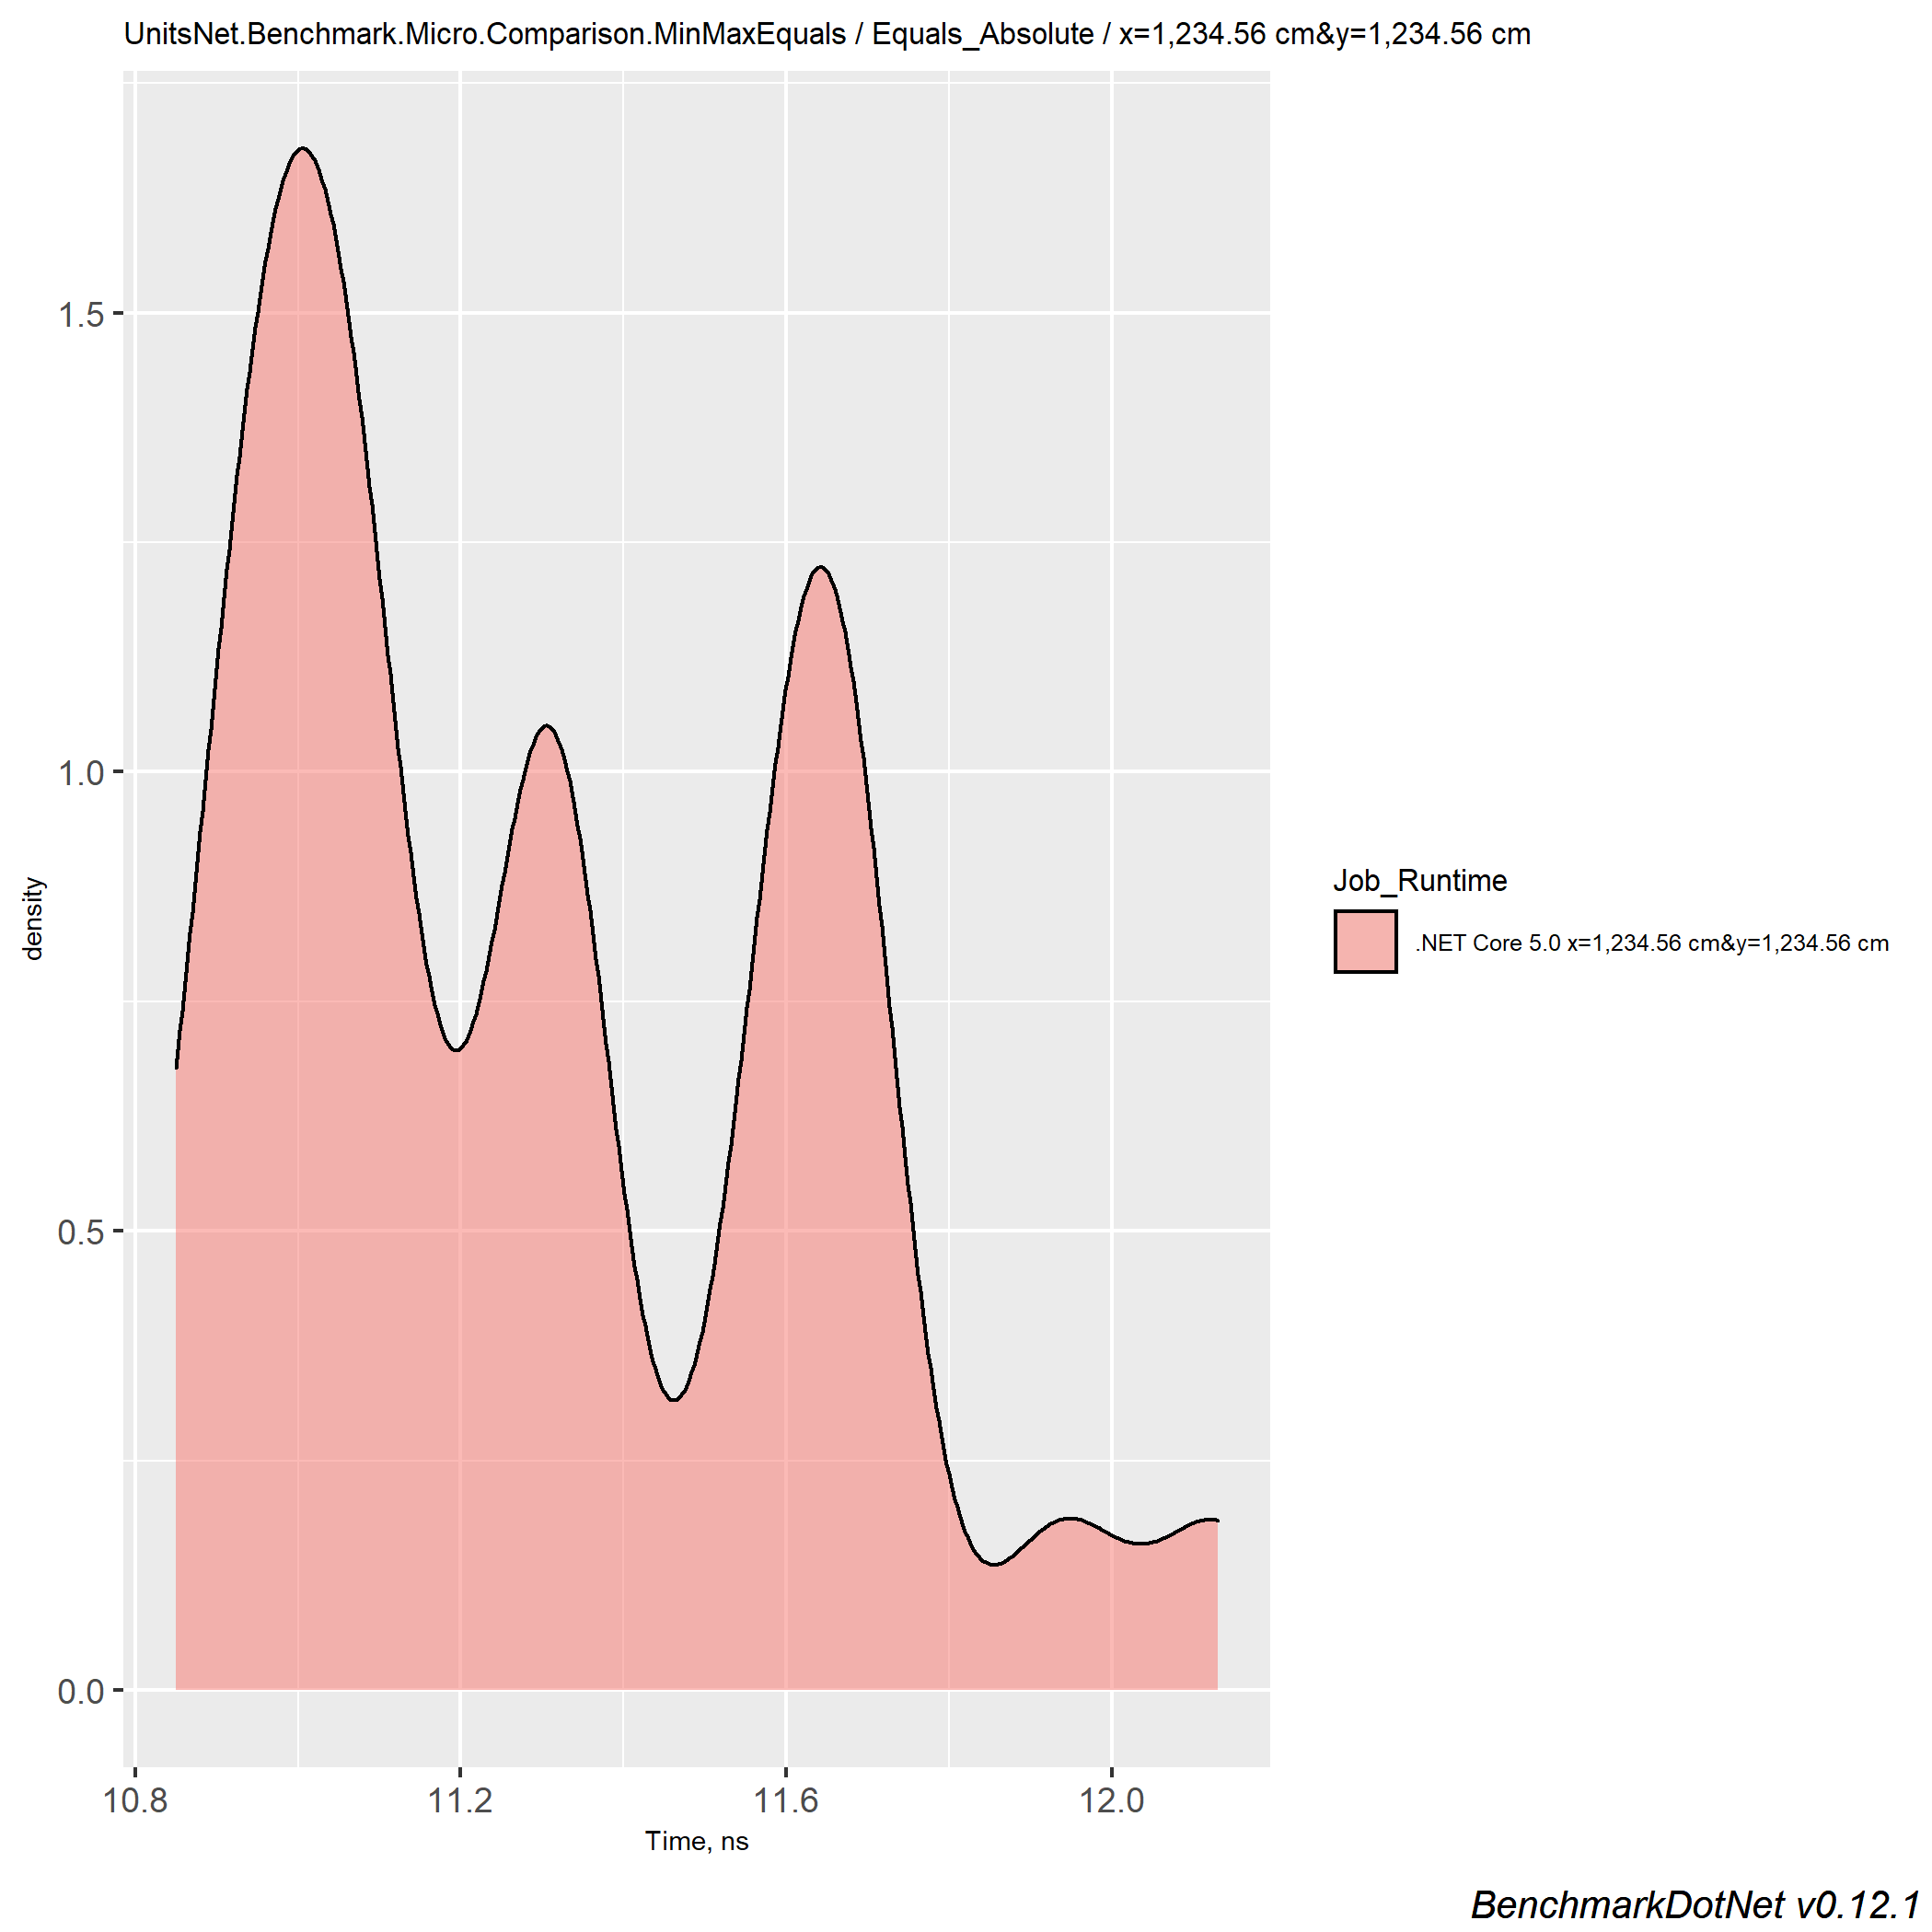 UnitsNet.Benchmark.Micro.Comparison.MinMaxEquals / Equals_Absolute / x=1,234.56 cm&y=1,234.56 cm
1.5
1.0
0.5
0.0
density
10.8 11.2 11.6 12.0
Time, ns
Job_Runtime
.NET Core 5.0 x=1,234.56 cm&y=1,234.56 cm
BenchmarkDotNet v0.12.1